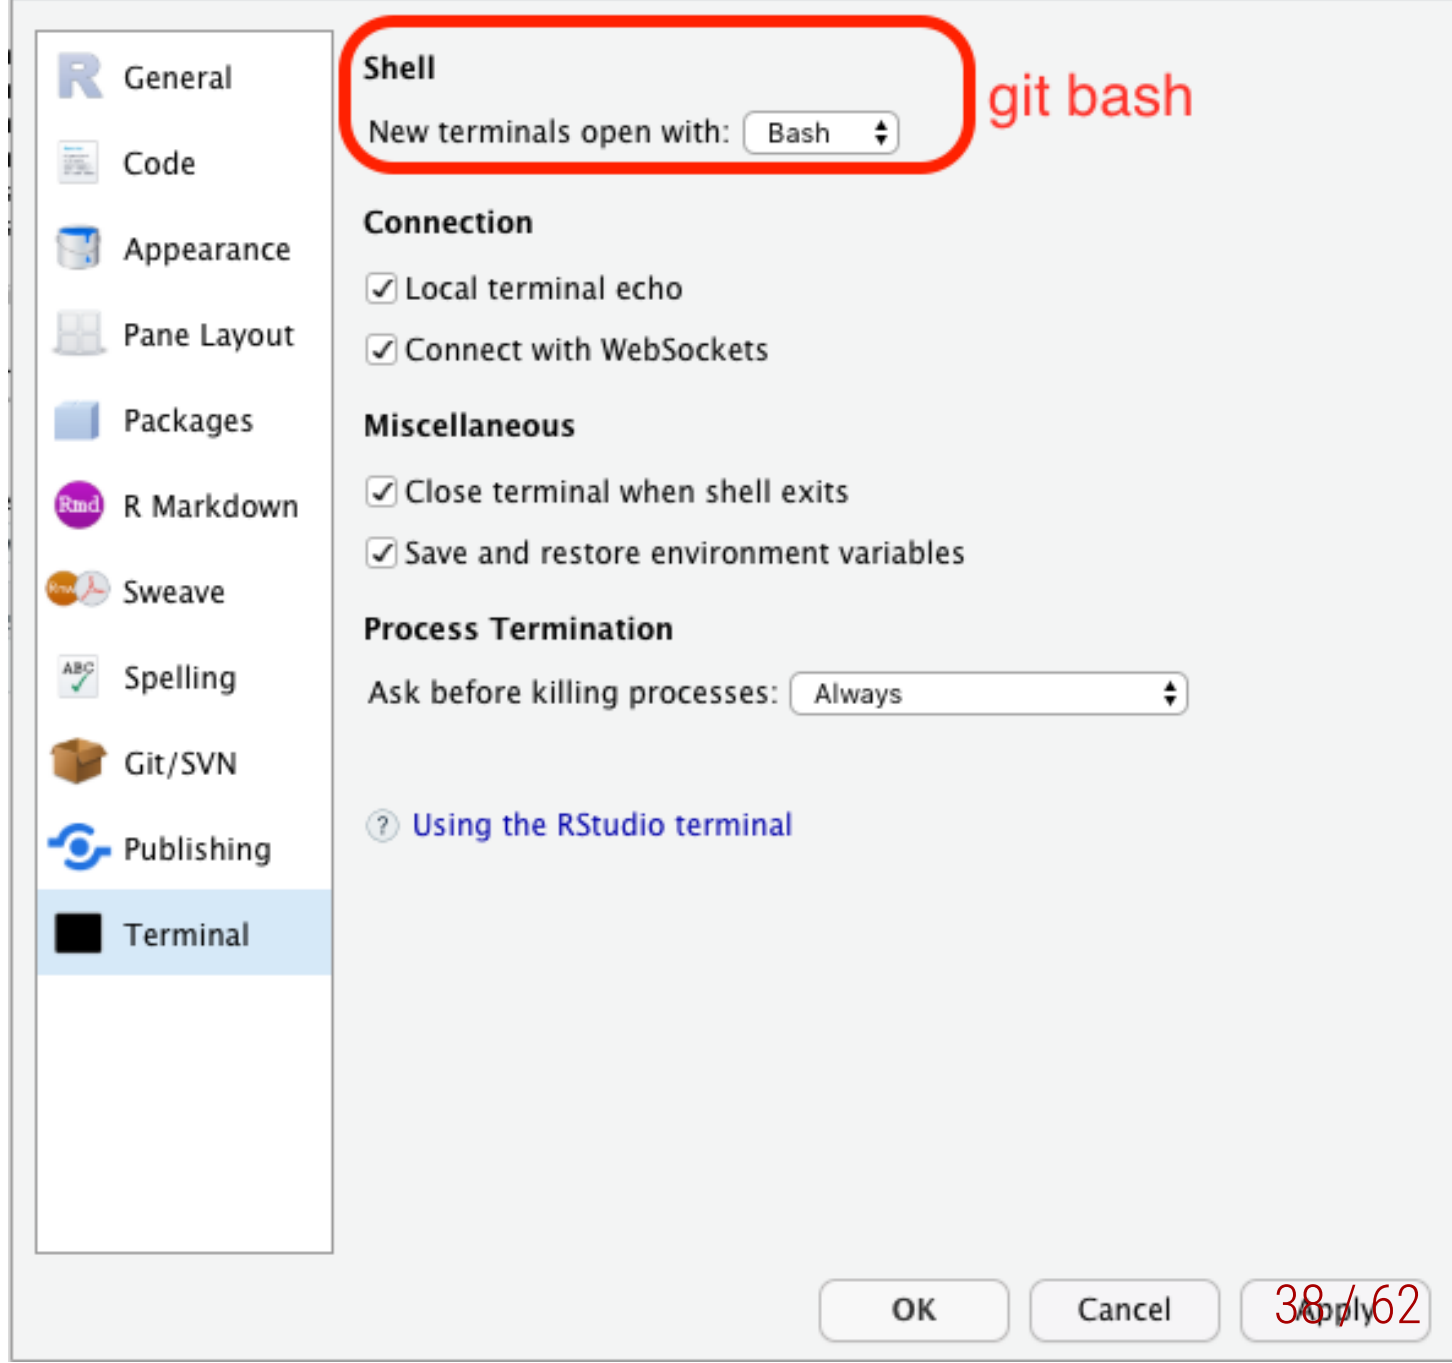 General
Code
Appearance
Pane Layout
Packages
Rmd R Markdown
Sweave
ABC Spelling
Git/SVN
Publishing
Terminal
Shell
New terminals open with: Bash
git bash
Connection
Local terminal echo
Connect with WebSockets
Miscellaneous
Close terminal when shell exits
Save and restore environment variables
Process Termination
Ask before killing processes: Always
? Using the RStudio terminal
OK Cancel Apply
38 / 62